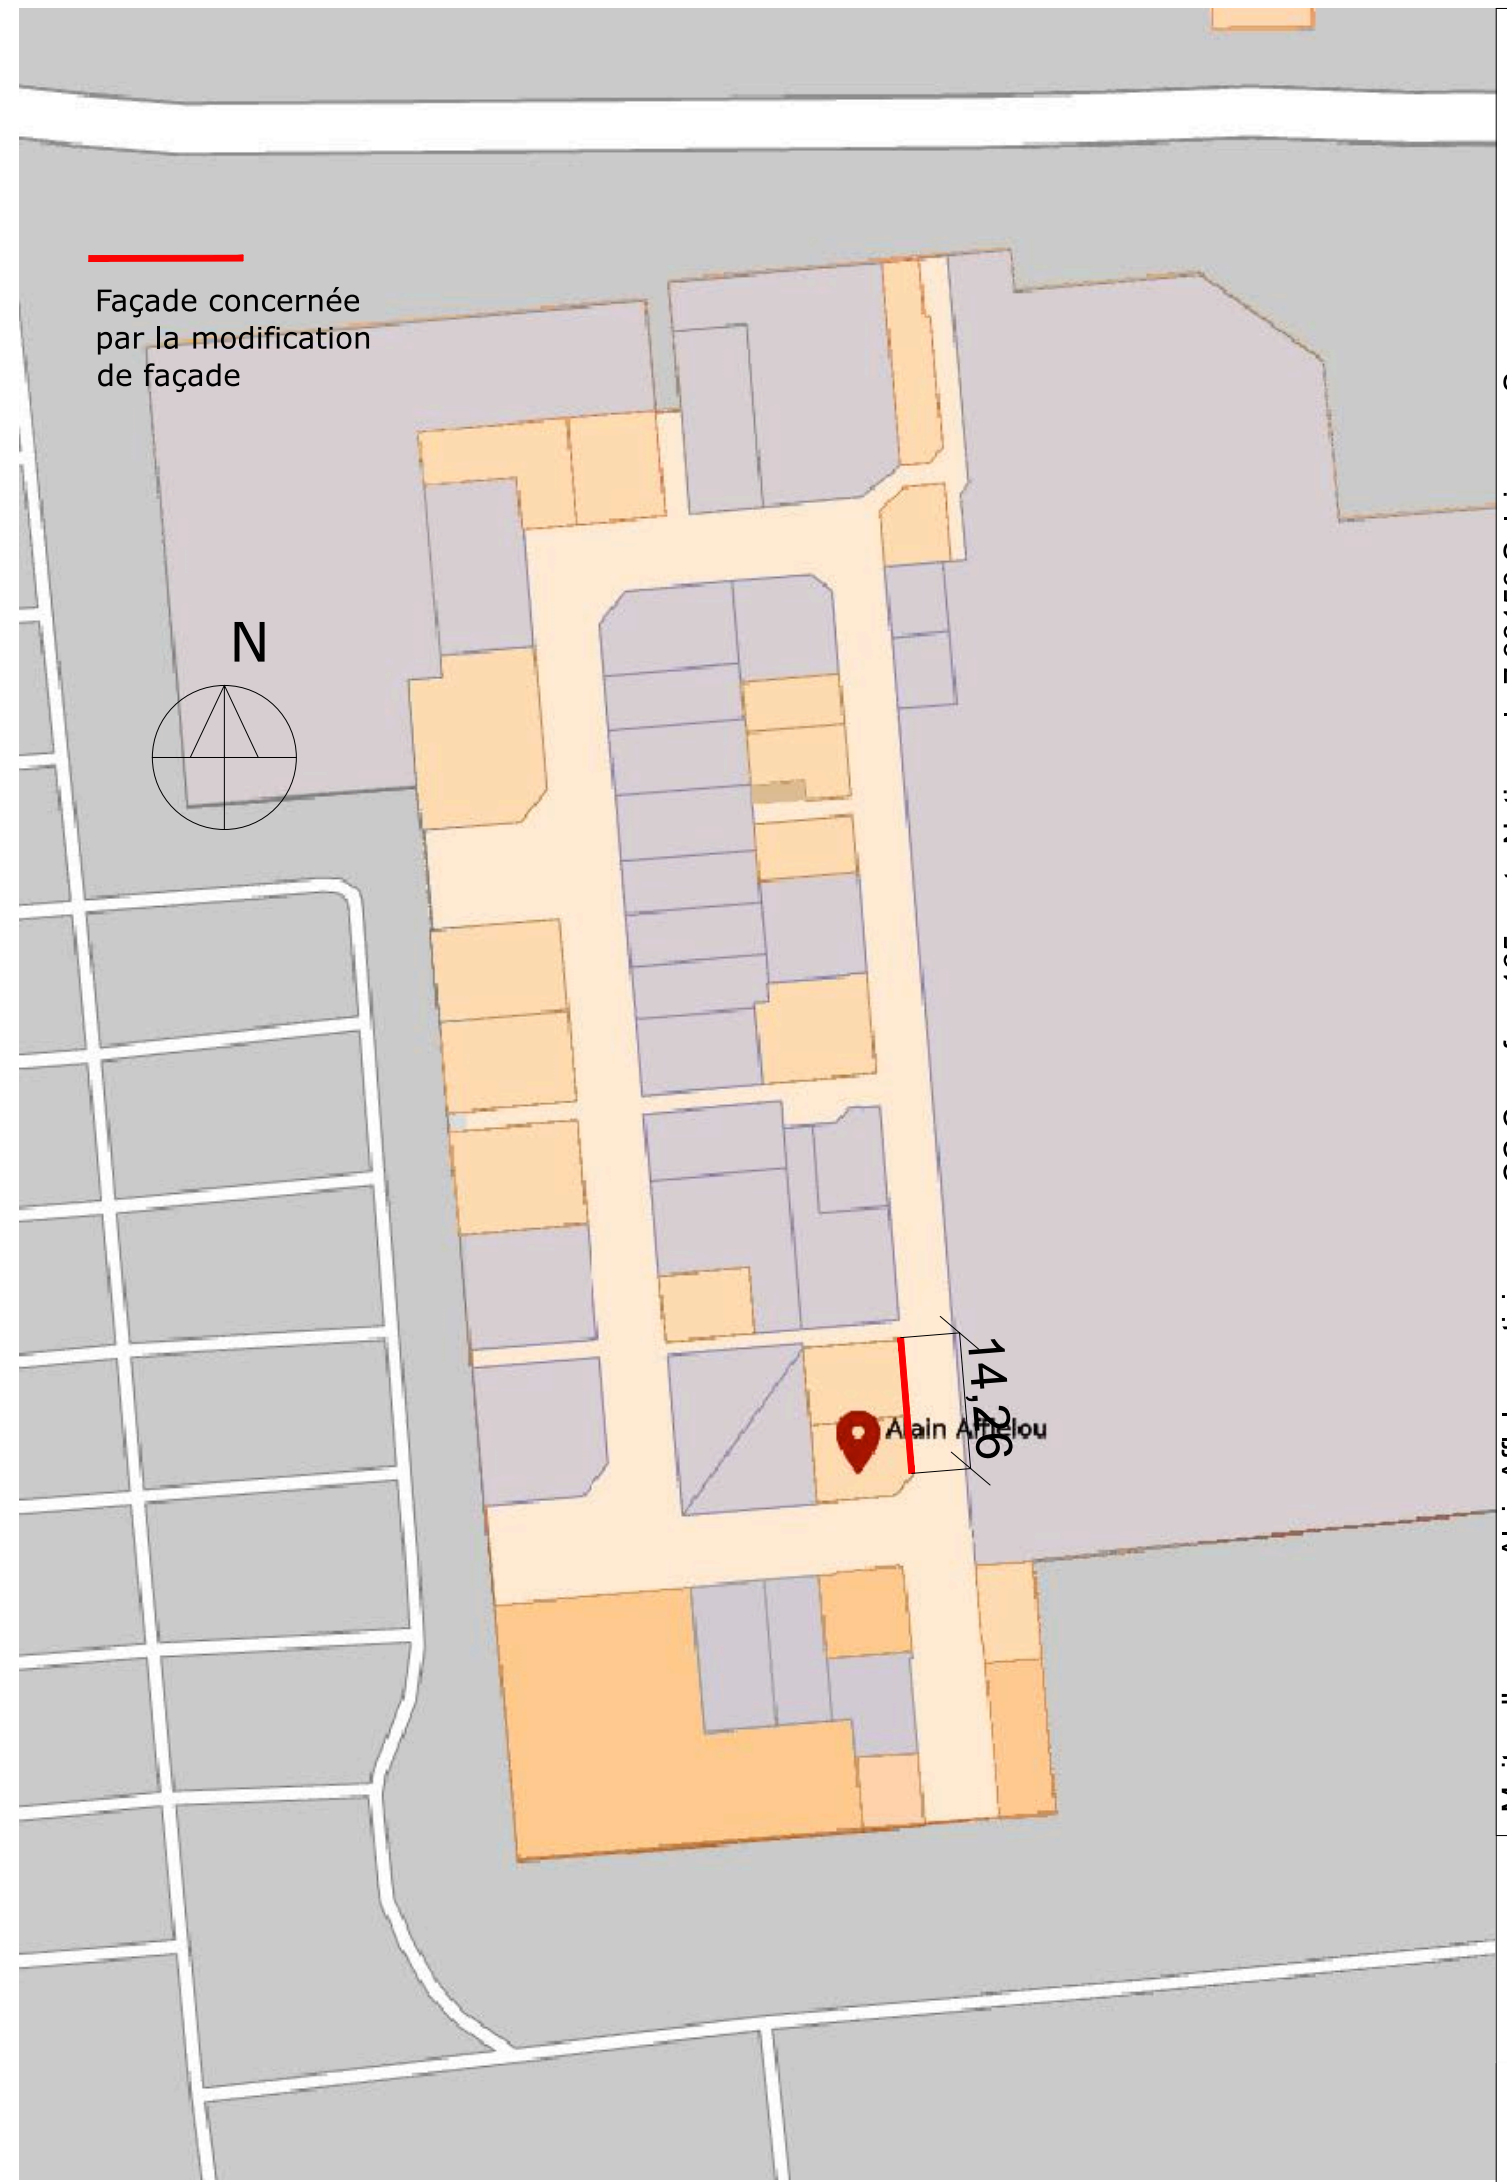 Façade concernée
par la modification
de façade
N
14,26
Alain Afflelou